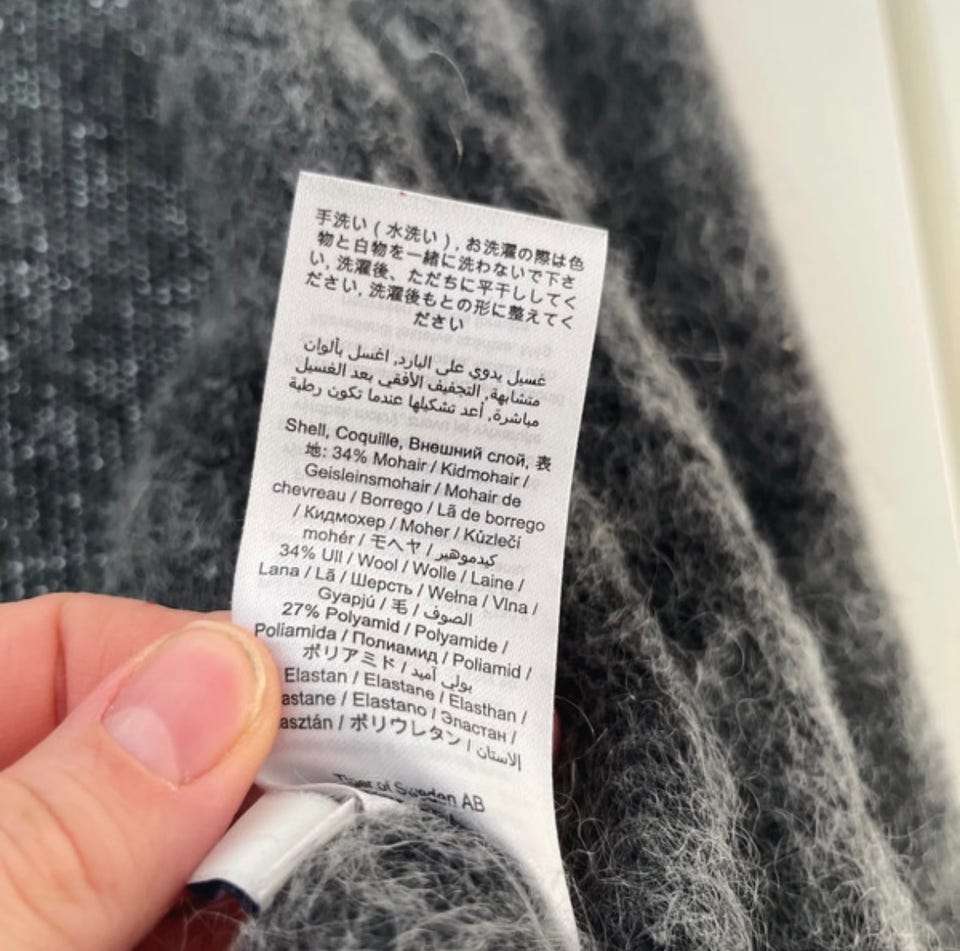 手洗い ( 水洗い ) , お洗濯の際は色
物と白物を一緒に洗わないで下さ
い, 洗濯後、ただちに平干ししてく
ださい, 洗濯後もとの形に整えてく
ださい
غسيل يدوي على البارد, اغسل بألوان
متشابهة, التجفيف الأفقي بعد الغسيل
مباشرة, أعد تشكيلها عندما تكون رطبة
Shell, Coquille, Внешний слой, 表
地: 34% Mohair / Kidmohair /
Geisleinsmohair / Mohair de
chevreau / Borrego / Lã de borrego
/ Кидмохер / Moher / Kůzlečí
mohér / モヘヤ / كيدموهير
34% Ull / Wool / Wolle / Laine /
Lana / Lã / Шерсть / Wełna / Vlna /
Gyapjú / 毛 / الصوف
27% Polyamid / Polyamide /
Poliamida / Полиамид / Poliamid /
ポリアミド / بولي أميد
Elastan / Elastane / Elasthan /
astane / Elastano / Эластан /
asztán / ポリウレタン / الاستان
Tiger of Sweden AB